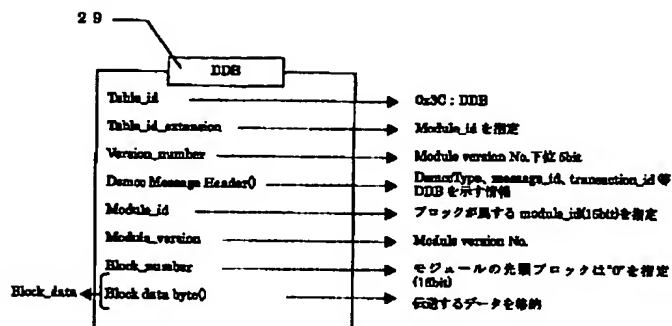 29
DDB
Table_id
0x3C : DDB
Table_id_extension
Module_id を指定
Version_number
Module version No.下位 5bit
Dsmcc Message Header()
DsmccType, message_id, transaction_id 等
DDB を示す情報
Module_id
ブロックが属する module_id(16bit)を指定
Module_version
Module version No.
Block_number
モジュールの先頭ブロックは"0"を指定
(16bit)
Block_data
Block data byte()
伝送するデータを格納